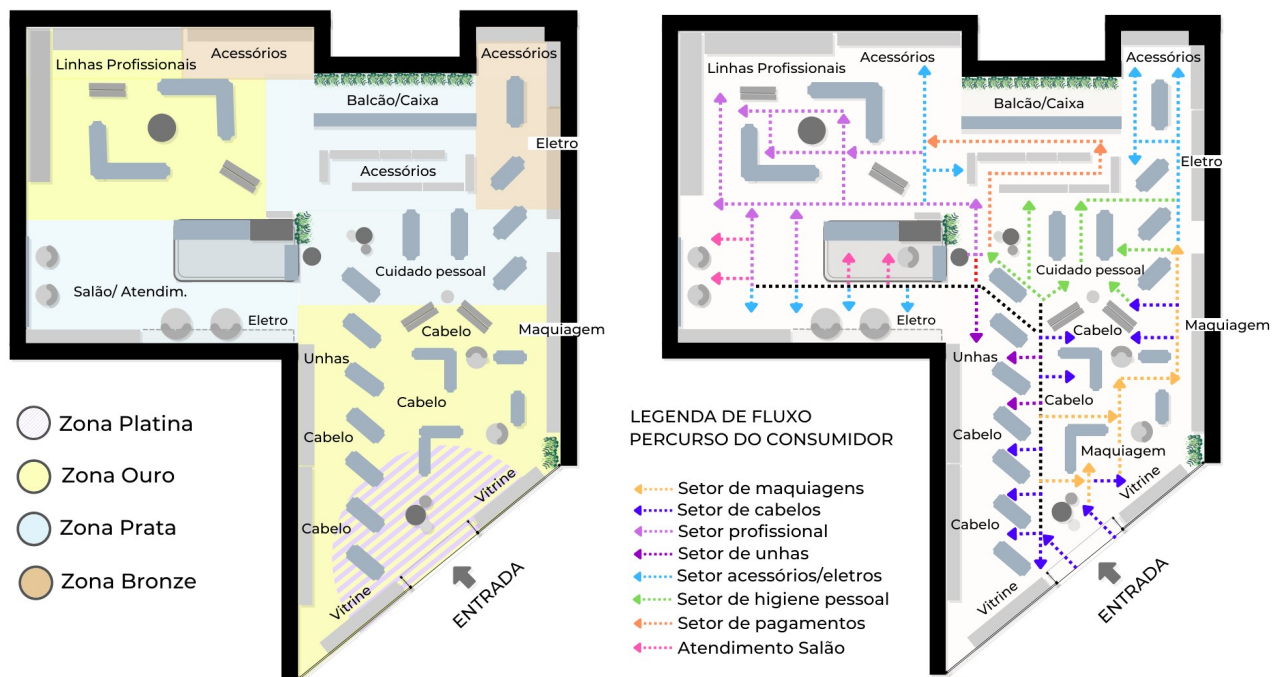 Linhas Profissionais
Acessórios
Acessórios
Balcão/Caixa
Eletro
Acessórios
Cuidado pessoal
Salão/ Atendim.
Eletro
Cabelo
Maquiagem
Unhas
Cabelo
Cabelo
Vitrine
Cabelo
Vitrine
ENTRADA
Zona Platina
Zona Ouro
Zona Prata
Zona Bronze
Linhas Profissionais
Acessórios
Acessórios
Balcão/Caixa
Eletro
Cuidado pessoal
Eletro
Cabelo
Maquiagem
Unhas
Cabelo
Cabelo
Maquiagem
Vitrine
Cabelo
Vitrine
ENTRADA
LEGENDA DE FLUXO
PERCURSO DO CONSUMIDOR
Setor de maquiagens
Setor de cabelos
Setor profissional
Setor de unhas
Setor acessórios/eletros
Setor de higiene pessoal
Setor de pagamentos
Atendimento Salão